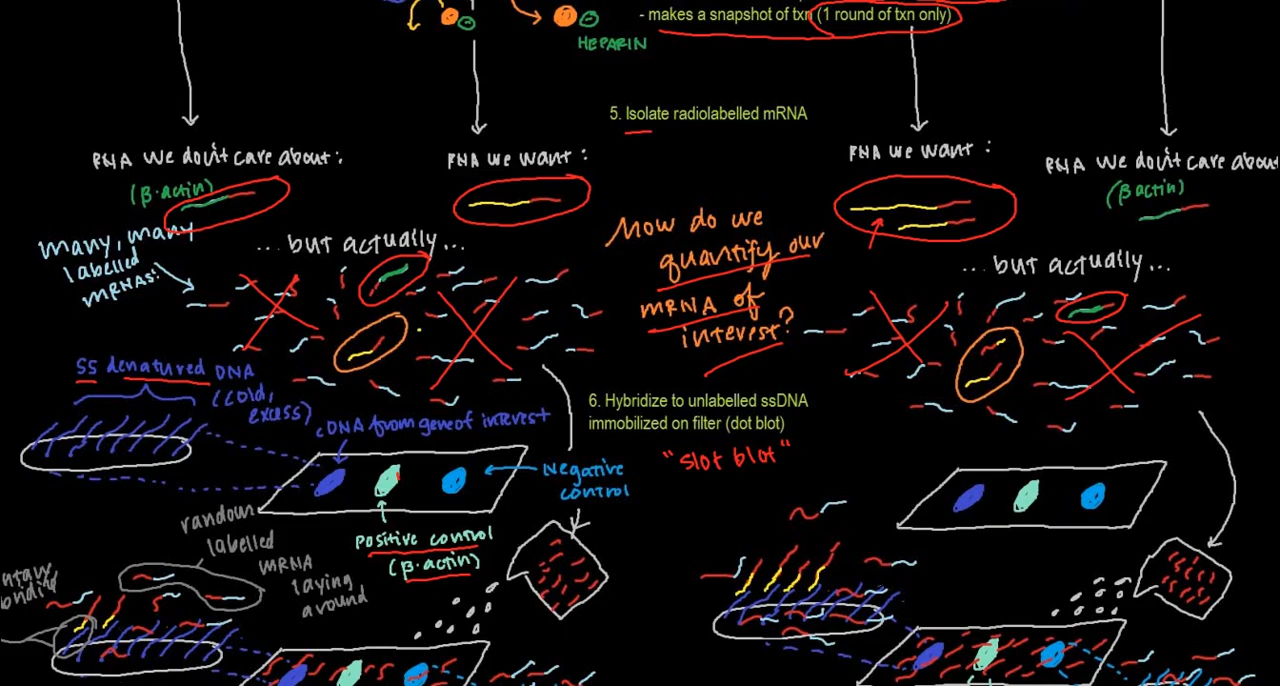 - makes a snapshot of txn (1 round of txn only)
HEPARIN
5. Isolate radiolabelled mRNA
RNA we don't care about:
(β-actin)
RNA we want:
RNA we want:
RNA we don't care about
(β actin)
many, many
labelled
mRNAs:
...but actually...
How do we
quantify our
mRNA of
interest?
...but actually...
SS denatured DNA
(cold,
excess)
cDNA from gene of interest
6. Hybridize to unlabelled ssDNA
immobilized on filter (dot blot)
"slot blot"
Negative
control
positive control
(β-actin)
random
labelled
mRNA
laying
around